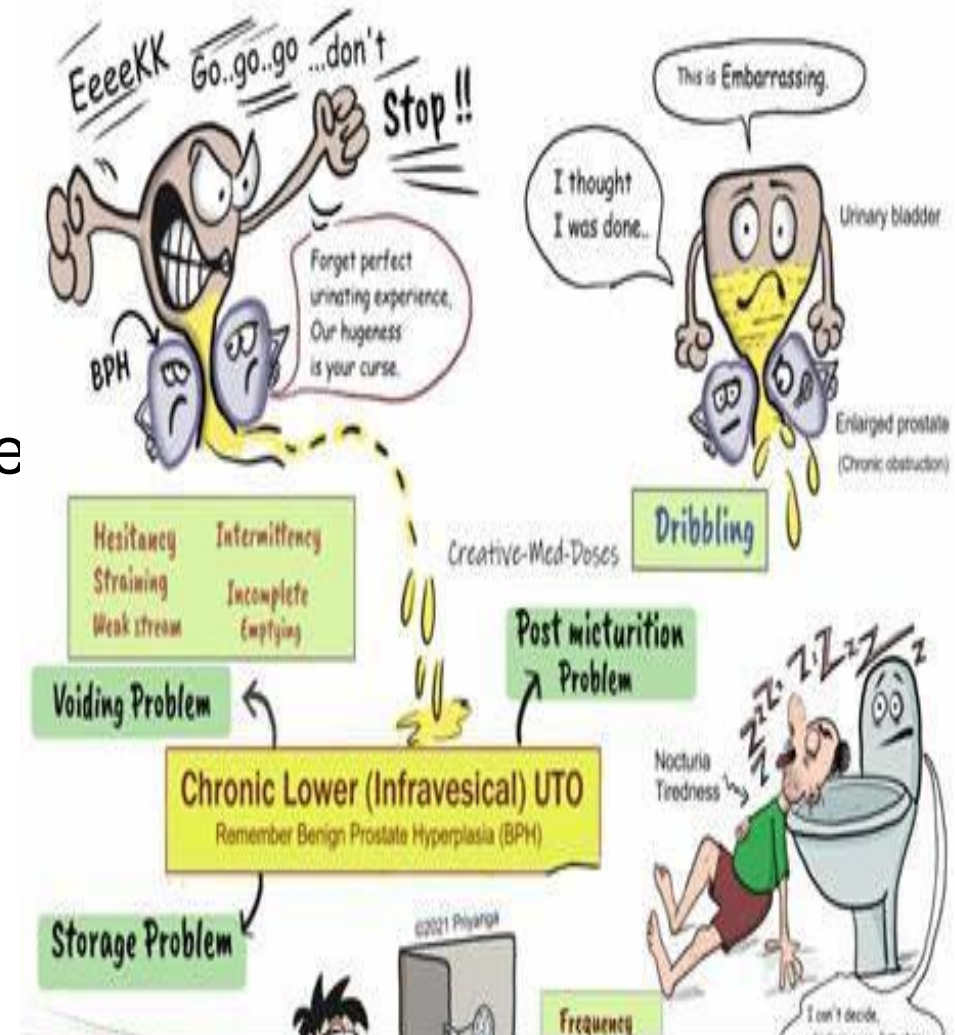 EeeeKK Go..go..go ...don't
Stop !!
This is Embarrassing.
I thought
I was done..
Urinary bladder
Forget perfect
urinating experience,
Our hugeness
is your curse.
BPH
Enlarged prostate
(Chronic obstruction)
e
Hesitancy
Straining
Weak stream
Intermittency
Incomplete
Emptying
Dribbling
Creative-Med-Doses
Post micturition
Problem
Voiding Problem
ZZZZ ZZZZZ Z
Nocturia
Tiredness
Chronic Lower (Infravesical) UTO
Remember Benign Prostate Hyperplasia (BPH)
Storage Problem
©2021 Priyanga
Frequency
I can't decide,